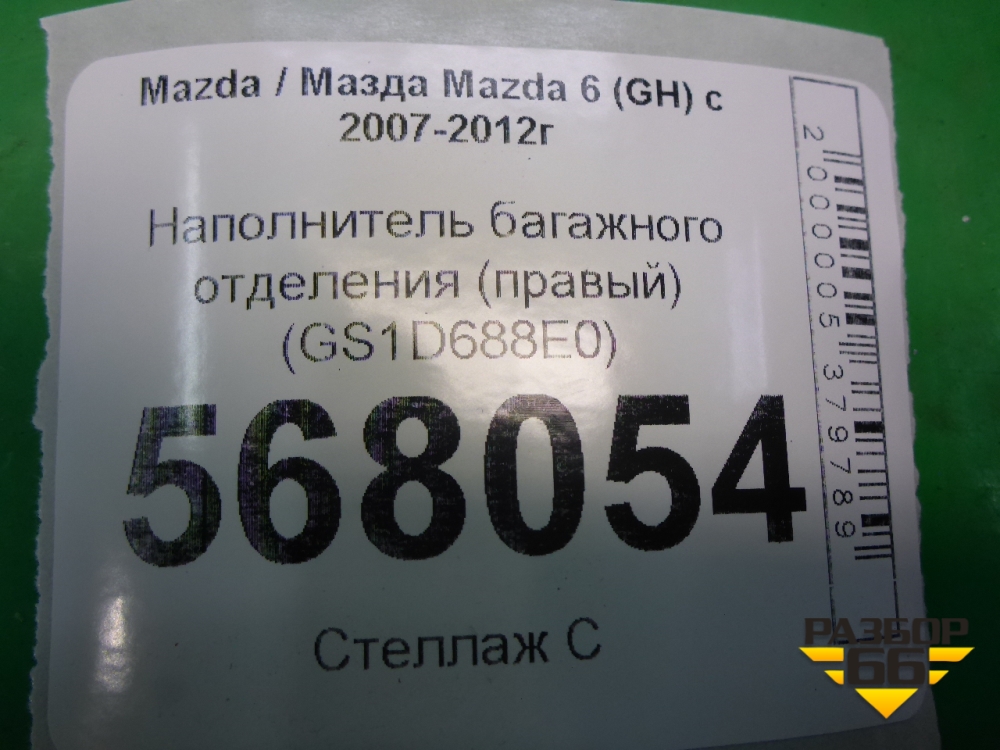 Mazda / Мазда Mazda 6 (GH) с
2007-2012г
Наполнитель багажного
отделения (правый)
(GS1D688E0)
568054
Стеллаж С
2000005379789
РАЗБОР
66